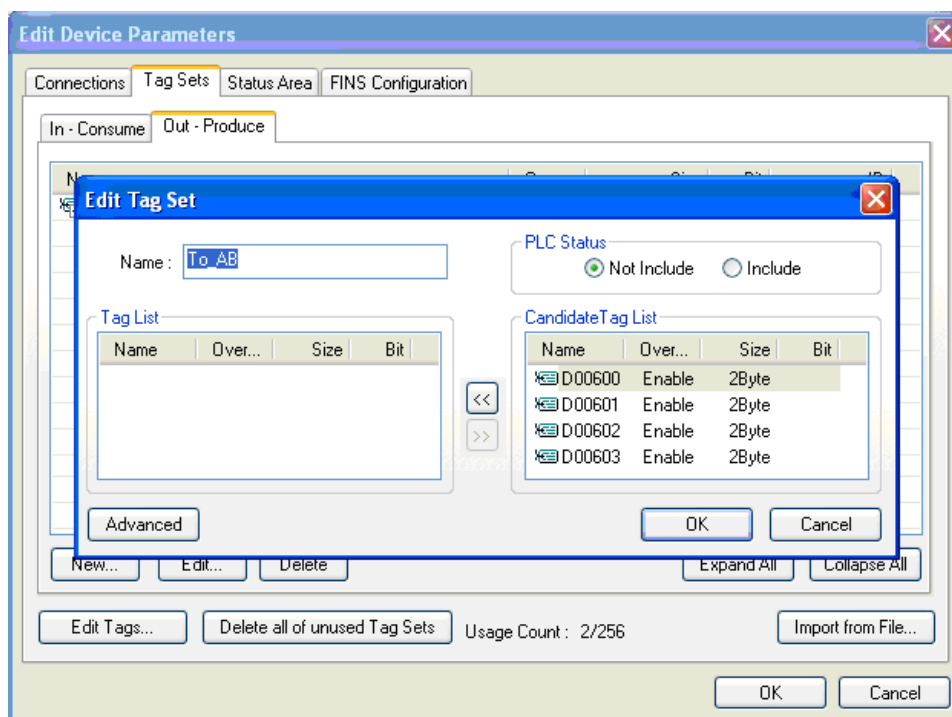 Edit Device Parameters
Connections Tag Sets Status Area FINS Configuration
In - Consume Out - Produce
Edit Tag Set
Name : To_AB
PLC Status
Not Include Include
Tag List
Name Over... Size Bit
CandidateTag List
Name Over... Size Bit
D00600 Enable 2Byte
D00601 Enable 2Byte
D00602 Enable 2Byte
D00603 Enable 2Byte
<<
>>
Advanced OK Cancel
New... Edit... Delete Expand All Collapse All
Edit Tags... Delete all of unused Tag Sets Usage Count : 2/256 Import from File...
OK Cancel